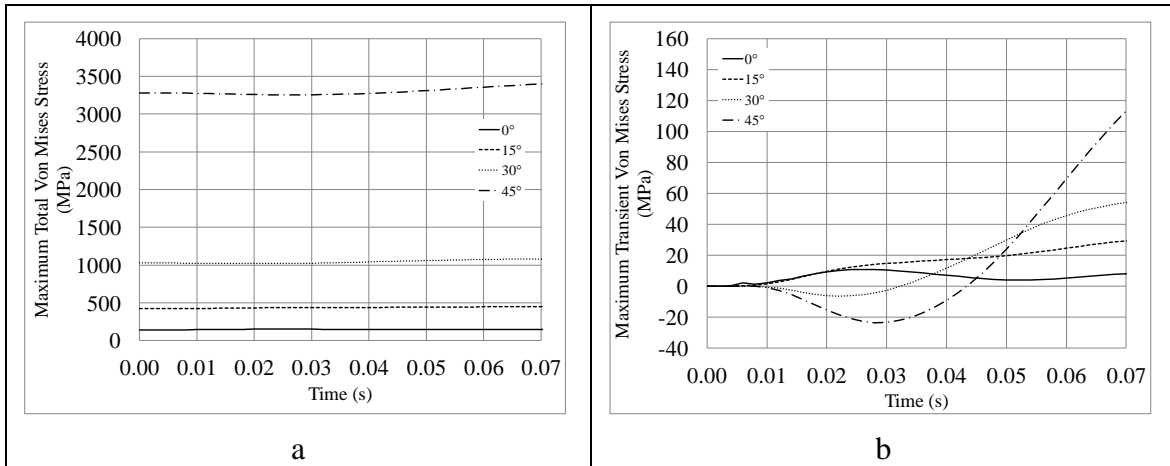 Maximum Total Von Mises Stress
(MPa)
4000
3500
3000
2500
2000
1500
1000
500
0
0°
15°
30°
45°
0.00 0.01 0.02 0.03 0.04 0.05 0.06 0.07
Time (s)
a
Maximum Transient Von Mises Stress
(MPa)
160
140
120
100
80
60
40
20
0
-20
-40
0°
15°
30°
45°
0.00 0.01 0.02 0.03 0.04 0.05 0.06 0.07
Time (s)
b